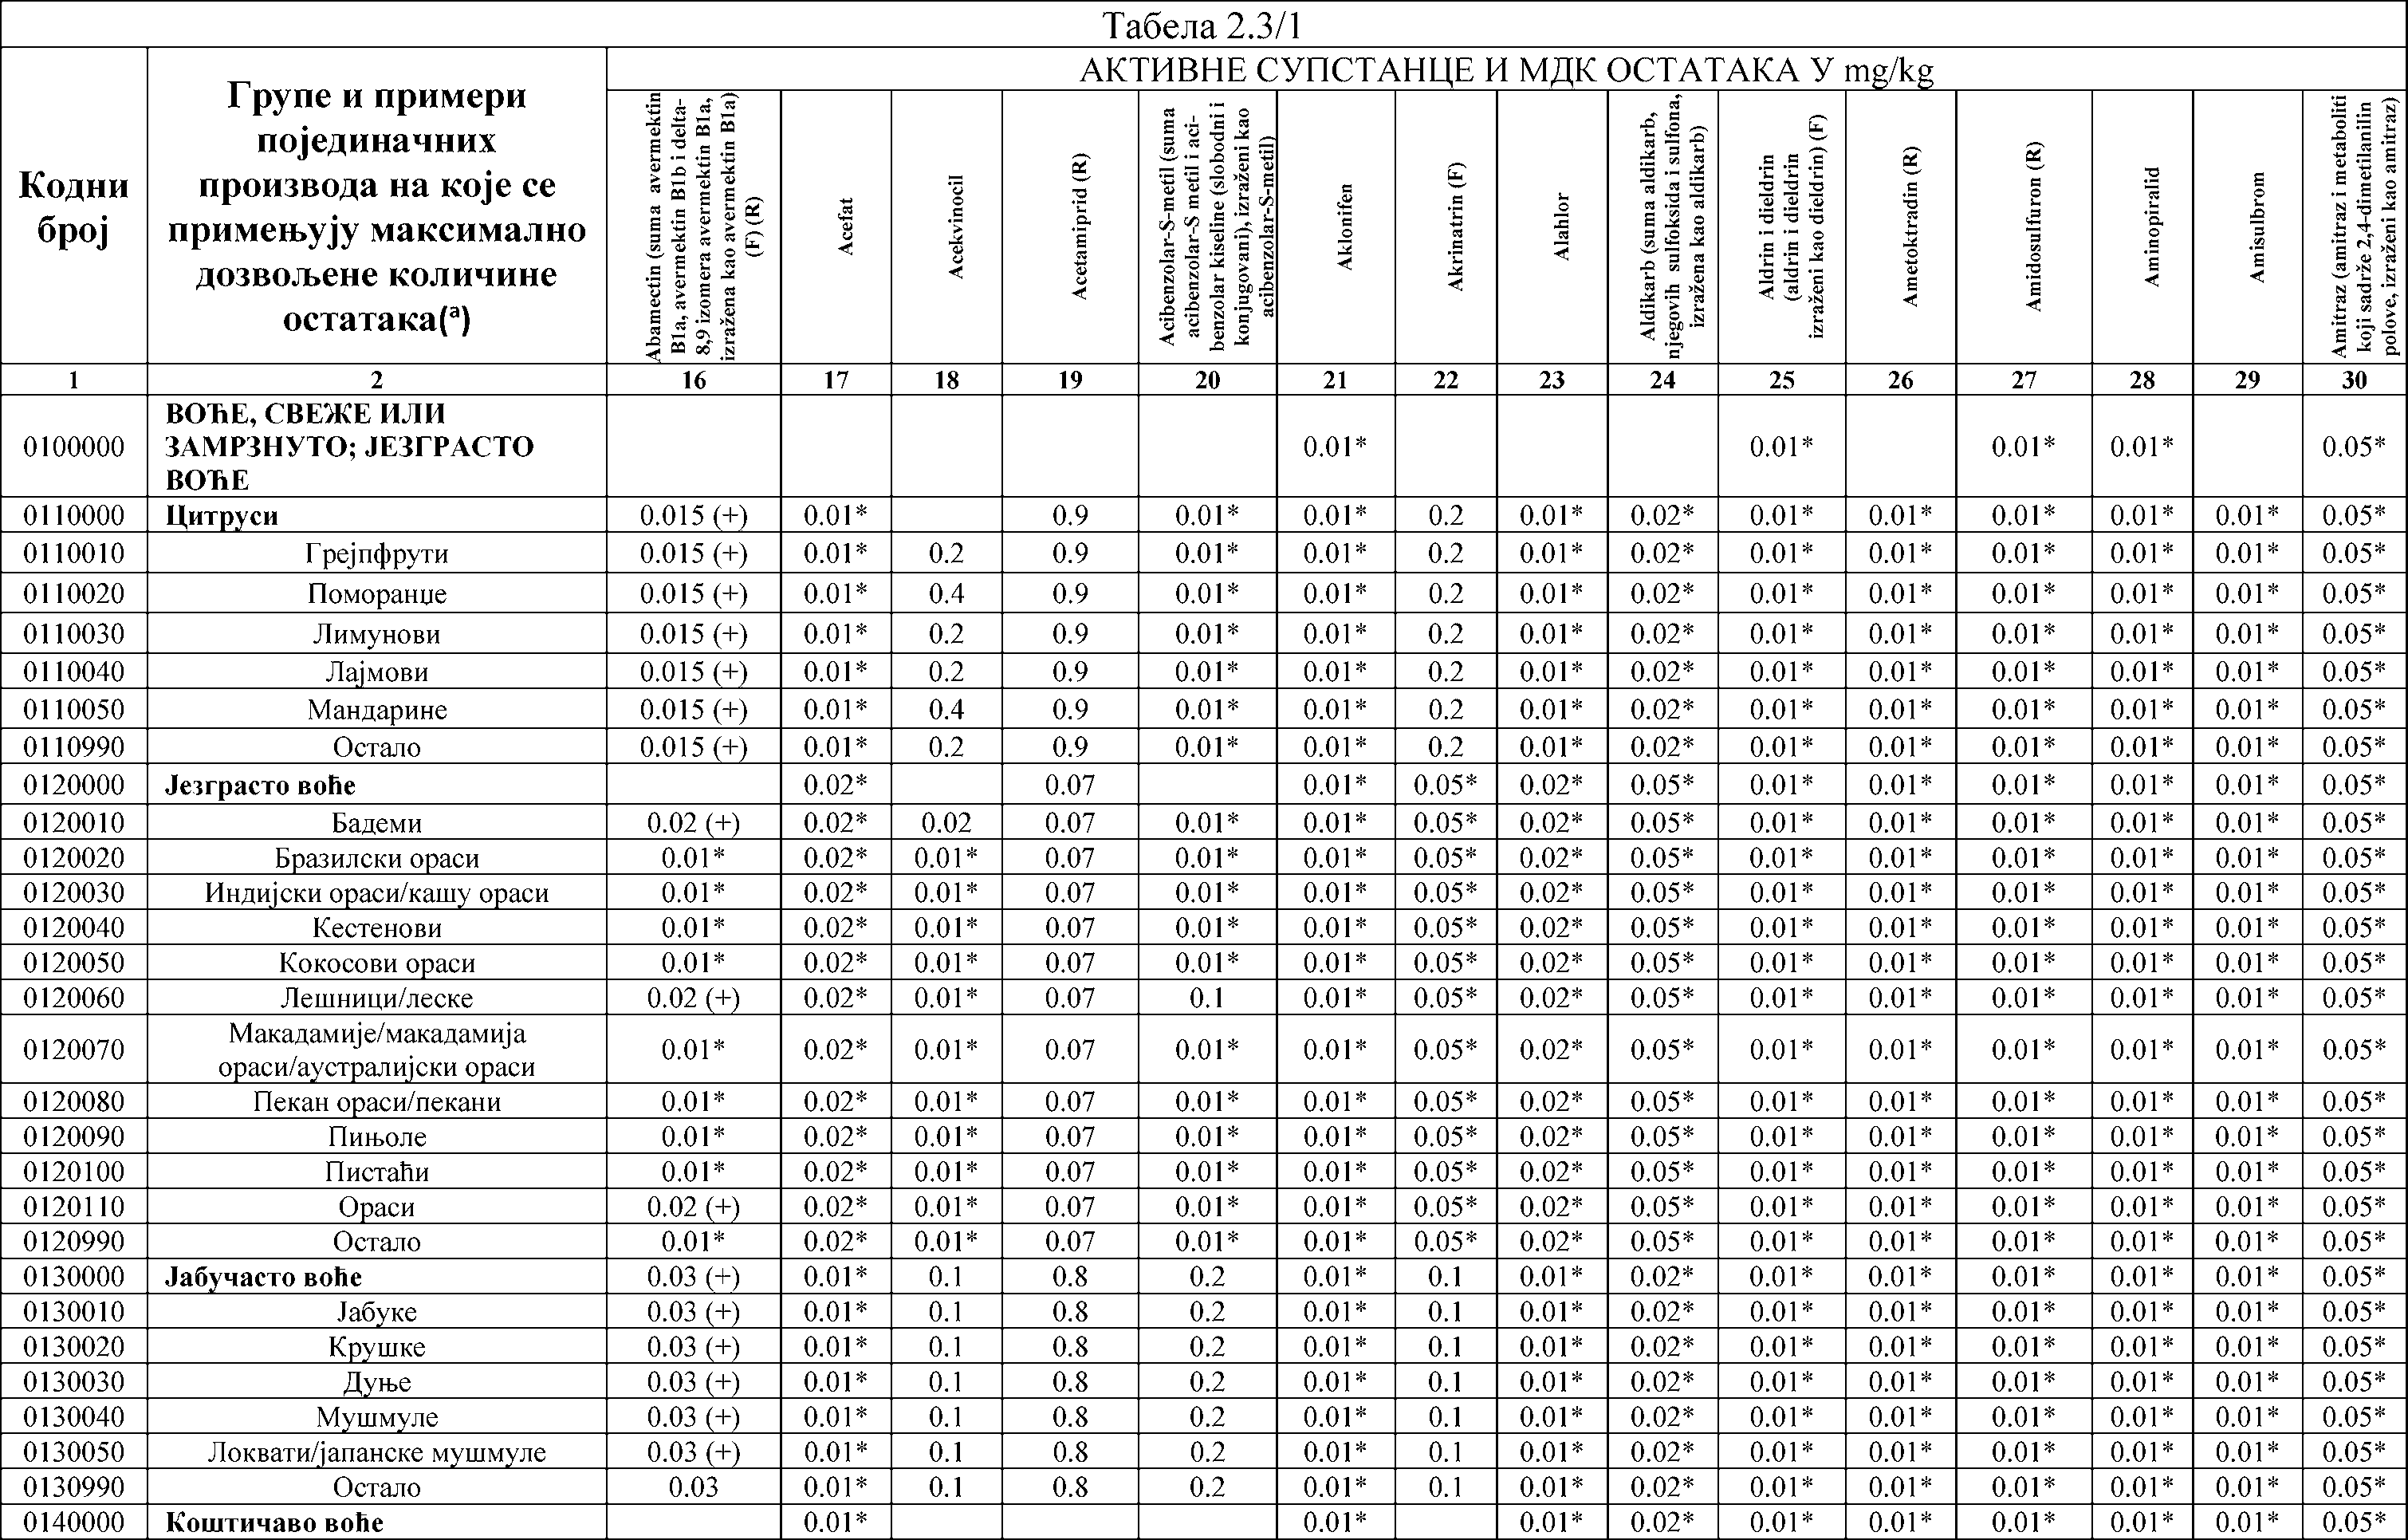 Табела 2.3/1
Кодни број
Групе и примери појединачних производа на које се примењују максимално дозвољене количине остатака(ᵃ)
АКТИВНЕ СУПСТАНЦЕ И МДК ОСТАТАКА У mg/kg
Abamectin (suma avermektin B1a, avermektin B1b i delta-8,9 izomera avermektin B1a, izražena kao avermektin B1a) (F) (R)
Acefat
Acekvinocil
Acetamiprid (R)
Acibenzolar-S-metil (suma acibenzolar-S metil i aci-benzolar kiseline (slobodni i konjugovani), izraženi kao acibenzolar-S-metil)
Aklonifen
Akrinatrin (F)
Alahlor
Aldikarb (suma aldikarb, njegovih sulfoksida i sulfona, izražena kao aldikarb)
Aldrin i dieldrin (aldrin i dieldrin izraženi kao dieldrin) (F)
Ametoktradin (R)
Amidosulfuron (R)
Aminopiralid
Amisulbrom
Amitraz (amitraz i metaboliti koji sadrže 2,4-dimetilanilin polove, izraženi kao amitraz)
1 2 16 17 18 19 20 21 22 23 24 25 26 27 28 29 30
0100000 ВОЋЕ, СВЕЖЕ ИЛИ ЗАМРЗНУТО; ЈЕЗГРАСТО ВОЋЕ 0.01* 0.01* 0.01* 0.01* 0.05*
0110000 Цитруси 0.015 (+) 0.01* 0.9 0.01* 0.01* 0.2 0.01* 0.02* 0.01* 0.01* 0.01* 0.01* 0.01* 0.05*
0110010 Грејпфрути 0.015 (+) 0.01* 0.2 0.9 0.01* 0.01* 0.2 0.01* 0.02* 0.01* 0.01* 0.01* 0.01* 0.01* 0.05*
0110020 Поморанџе 0.015 (+) 0.01* 0.4 0.9 0.01* 0.01* 0.2 0.01* 0.02* 0.01* 0.01* 0.01* 0.01* 0.01* 0.05*
0110030 Лимунови 0.015 (+) 0.01* 0.2 0.9 0.01* 0.01* 0.2 0.01* 0.02* 0.01* 0.01* 0.01* 0.01* 0.01* 0.05*
0110040 Лајмови 0.015 (+) 0.01* 0.2 0.9 0.01* 0.01* 0.2 0.01* 0.02* 0.01* 0.01* 0.01* 0.01* 0.01* 0.05*
0110050 Мандарине 0.015 (+) 0.01* 0.4 0.9 0.01* 0.01* 0.2 0.01* 0.02* 0.01* 0.01* 0.01* 0.01* 0.01* 0.05*
0110990 Остало 0.015 (+) 0.01* 0.2 0.9 0.01* 0.01* 0.2 0.01* 0.02* 0.01* 0.01* 0.01* 0.01* 0.01* 0.05*
0120000 Језграсто воће 0.02* 0.07 0.01* 0.05* 0.02* 0.05* 0.01* 0.01* 0.01* 0.01* 0.01* 0.05*
0120010 Бадеми 0.02 (+) 0.02* 0.02 0.07 0.01* 0.01* 0.05* 0.02* 0.05* 0.01* 0.01* 0.01* 0.01* 0.01* 0.05*
0120020 Бразилски ораси 0.01* 0.02* 0.01* 0.07 0.01* 0.01* 0.05* 0.02* 0.05* 0.01* 0.01* 0.01* 0.01* 0.01* 0.05*
0120030 Индијски ораси/кашу ораси 0.01* 0.02* 0.01* 0.07 0.01* 0.01* 0.05* 0.02* 0.05* 0.01* 0.01* 0.01* 0.01* 0.01* 0.05*
0120040 Кестенови 0.01* 0.02* 0.01* 0.07 0.01* 0.01* 0.05* 0.02* 0.05* 0.01* 0.01* 0.01* 0.01* 0.01* 0.05*
0120050 Кокосови ораси 0.01* 0.02* 0.01* 0.07 0.01* 0.01* 0.05* 0.02* 0.05* 0.01* 0.01* 0.01* 0.01* 0.01* 0.05*
0120060 Лешници/леске 0.02 (+) 0.02* 0.01* 0.07 0.1 0.01* 0.05* 0.02* 0.05* 0.01* 0.01* 0.01* 0.01* 0.01* 0.05*
0120070 Макадамије/макадамија ораси/аустралијски ораси 0.01* 0.02* 0.01* 0.07 0.01* 0.01* 0.05* 0.02* 0.05* 0.01* 0.01* 0.01* 0.01* 0.01* 0.05*
0120080 Пекан ораси/пекани 0.01* 0.02* 0.01* 0.07 0.01* 0.01* 0.05* 0.02* 0.05* 0.01* 0.01* 0.01* 0.01* 0.01* 0.05*
0120090 Пињоле 0.01* 0.02* 0.01* 0.07 0.01* 0.01* 0.05* 0.02* 0.05* 0.01* 0.01* 0.01* 0.01* 0.01* 0.05*
0120100 Пистаћи 0.01* 0.02* 0.01* 0.07 0.01* 0.01* 0.05* 0.02* 0.05* 0.01* 0.01* 0.01* 0.01* 0.01* 0.05*
0120110 Ораси 0.02 (+) 0.02* 0.01* 0.07 0.01* 0.01* 0.05* 0.02* 0.05* 0.01* 0.01* 0.01* 0.01* 0.01* 0.05*
0120990 Остало 0.01* 0.02* 0.01* 0.07 0.01* 0.01* 0.05* 0.02* 0.05* 0.01* 0.01* 0.01* 0.01* 0.01* 0.05*
0130000 Јабучасто воће 0.03 (+) 0.01* 0.1 0.8 0.2 0.01* 0.1 0.01* 0.02* 0.01* 0.01* 0.01* 0.01* 0.01* 0.05*
0130010 Јабуке 0.03 (+) 0.01* 0.1 0.8 0.2 0.01* 0.1 0.01* 0.02* 0.01* 0.01* 0.01* 0.01* 0.01* 0.05*
0130020 Крушке 0.03 (+) 0.01* 0.1 0.8 0.2 0.01* 0.1 0.01* 0.02* 0.01* 0.01* 0.01* 0.01* 0.01* 0.05*
0130030 Дуње 0.03 (+) 0.01* 0.1 0.8 0.2 0.01* 0.1 0.01* 0.02* 0.01* 0.01* 0.01* 0.01* 0.01* 0.05*
0130040 Мушмуле 0.03 (+) 0.01* 0.1 0.8 0.2 0.01* 0.1 0.01* 0.02* 0.01* 0.01* 0.01* 0.01* 0.01* 0.05*
0130050 Локвати/јапанске мушмуле 0.03 (+) 0.01* 0.1 0.8 0.2 0.01* 0.1 0.01* 0.02* 0.01* 0.01* 0.01* 0.01* 0.01* 0.05*
0130990 Остало 0.03 0.01* 0.1 0.8 0.2 0.01* 0.1 0.01* 0.02* 0.01* 0.01* 0.01* 0.01* 0.01* 0.05*
0140000 Коштичаво воће 0.01* 0.01* 0.01* 0.02* 0.01* 0.01* 0.01* 0.01* 0.01* 0.05*